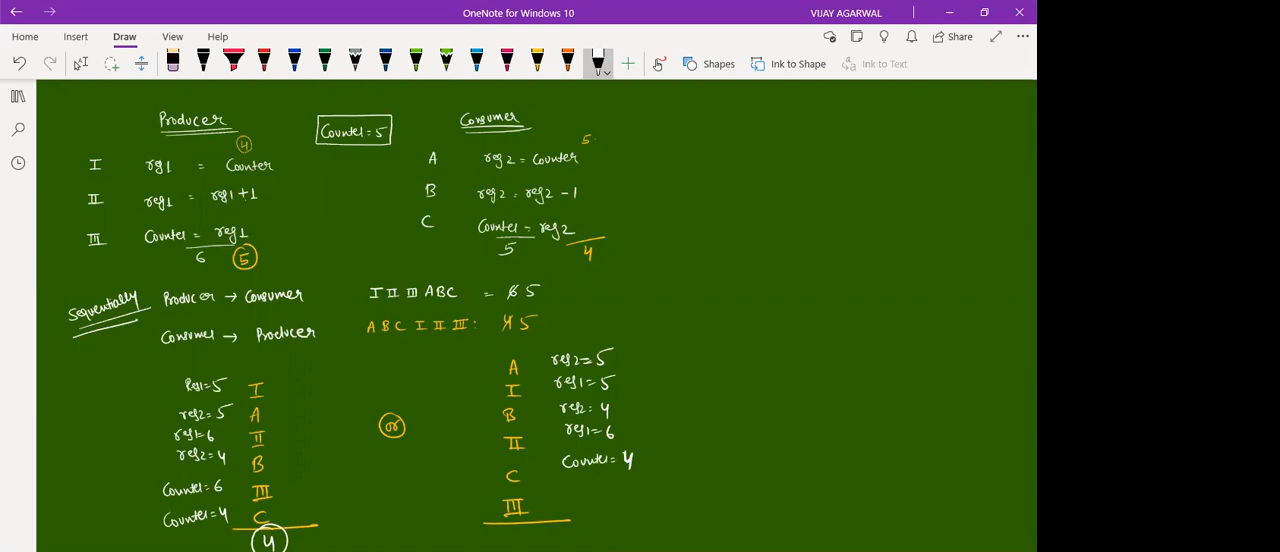 OneNote for Windows 10
VIJAY AGARWAL
Home Insert Draw View Help
Share
Shapes Ink to Shape Ink to Text
Producer Counter = 5 Consumer
4 5
I reg1 = Counter A reg2 = Counter
II reg1 = reg1 + 1 B reg2 = reg2 - 1
III Counter = reg1 C Counter = reg2
6 5 5 4
Sequentially Producer → Consumer I II III A B C = 6 5
Consumer → Producer A B C I II III : 4 5
Reg1 = 5 I A reg2 = 5
reg2 = 5 A I reg1 = 5
or
reg1 = 6 II B reg2 = 4
reg2 = 4 B II reg1 = 6
Counter = 6 III C Counter = 4
Counter = 4 C III
4